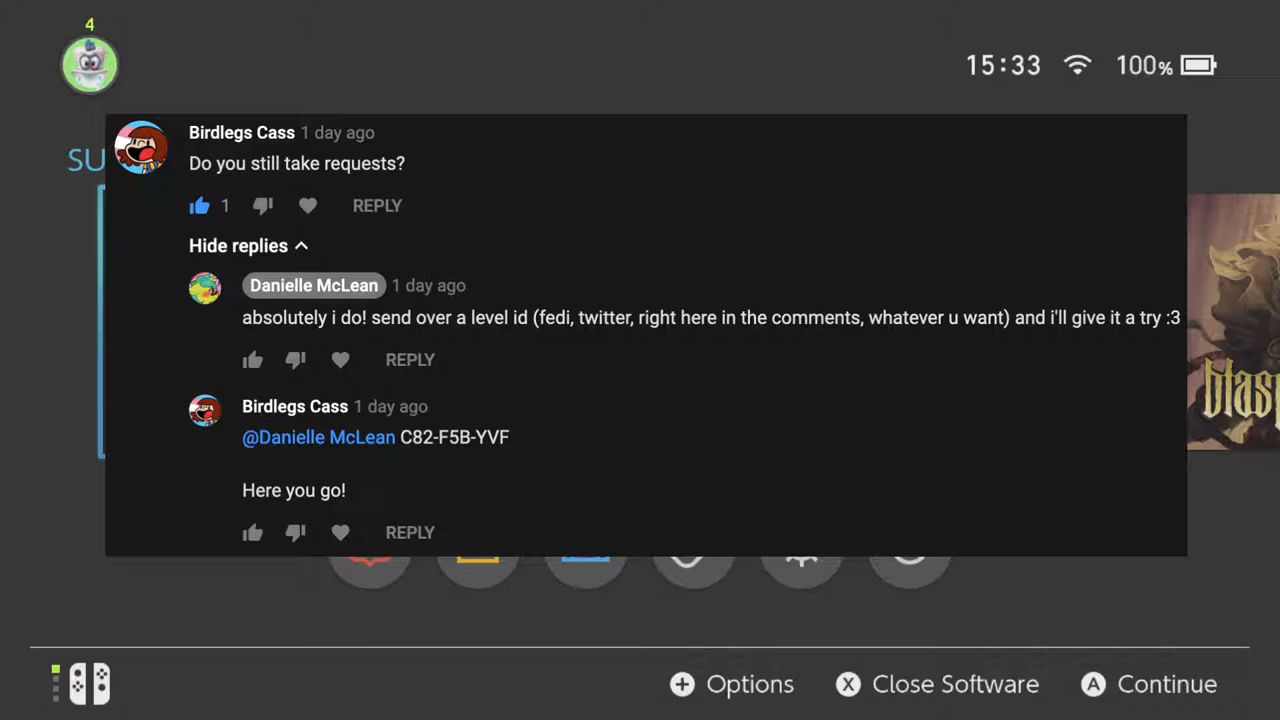 4
15:33 100%
Birdlegs Cass 1 day ago
SU
Do you still take requests?
1 REPLY
Hide replies
Danielle McLean 1 day ago
absolutely i do! send over a level id (fedi, twitter, right here in the comments, whatever u want) and i'll give it a try :3
REPLY
Birdlegs Cass 1 day ago
blas
@Danielle McLean C82-F5B-YVF
Here you go!
REPLY
+ Options X Close Software A Continue